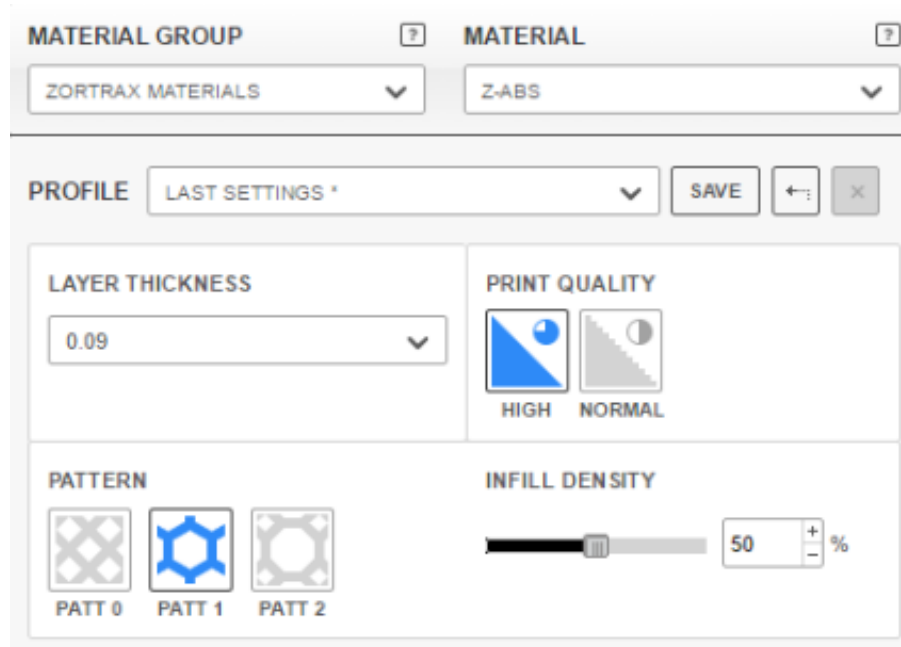 MATERIAL GROUP ? MATERIAL ?
ZORTRAX MATERIALS Z-ABS
PROFILE LAST SETTINGS * SAVE
LAYER THICKNESS PRINT QUALITY
0.09
HIGH NORMAL
PATTERN INFILL DENSITY
50 + - %
PATT 0 PATT 1 PATT 2